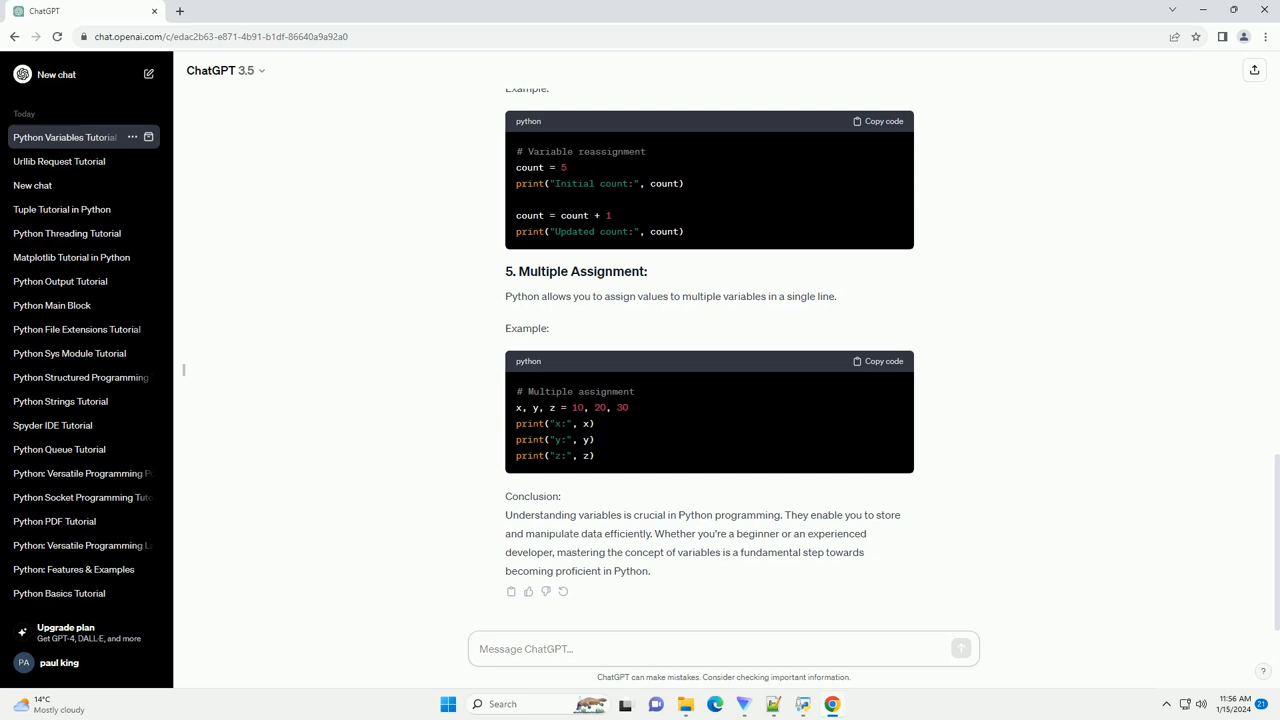 ChatGPT
chat.openai.com/c/edac2b63-e871-4b91-b1df-86640a9a92a0
New chat
ChatGPT 3.5
Today
Python Variables Tutorial
Urllib Request Tutorial
New chat
Tuple Tutorial in Python
Python Threading Tutorial
Matplotlib Tutorial in Python
Python Output Tutorial
Python Main Block
Python File Extensions Tutorial
Python Sys Module Tutorial
Python Structured Programming
Python Strings Tutorial
Spyder IDE Tutorial
Python Queue Tutorial
Python: Versatile Programming P
Python Socket Programming Tuto
Python PDF Tutorial
Python: Versatile Programming La
Python: Features & Examples
Python Basics Tutorial
Upgrade plan
Get GPT-4, DALL·E, and more
PA
paul king
Example:
python
Copy code
# Variable reassignment
count = 5
print("Initial count:", count)
count = count + 1
print("Updated count:", count)
5. Multiple Assignment:
Python allows you to assign values to multiple variables in a single line.
Example:
python
Copy code
# Multiple assignment
x, y, z = 10, 20, 30
print("x:", x)
print("y:", y)
print("z:", z)
Conclusion:
Understanding variables is crucial in Python programming. They enable you to store
and manipulate data efficiently. Whether you're a beginner or an experienced
developer, mastering the concept of variables is a fundamental step towards
becoming proficient in Python.
Message ChatGPT...
ChatGPT can make mistakes. Consider checking important information.
?
14°C
Mostly cloudy
Search
11:56 AM
1/15/2024
21